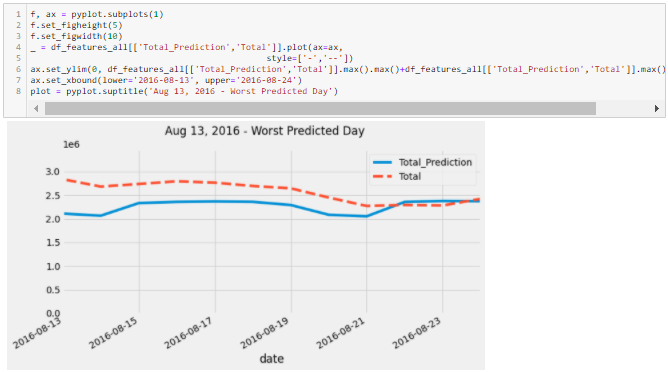 1 f, ax = pyplot.subplots(1)
2 f.set_figheight(5)
3 f.set_figwidth(10)
4 _ = df_features_all[['Total_Prediction','Total']].plot(ax=ax,
5 style=['-','--'])
6 ax.set_ylim(0, df_features_all[['Total_Prediction','Total']].max().max()+df_features_all[['Total_Prediction','Total']].max()
7 ax.set_xbound(lower='2016-08-13', upper='2016-08-24')
8 plot = pyplot.suptitle('Aug 13, 2016 - Worst Predicted Day')
Aug 13, 2016 - Worst Predicted Day
1e6
Total_Prediction
Total
3.0
2.5
2.0
1.5
1.0
0.5
0.0
2016-08-13
2016-08-15
2016-08-17
2016-08-19
2016-08-21
2016-08-23
date